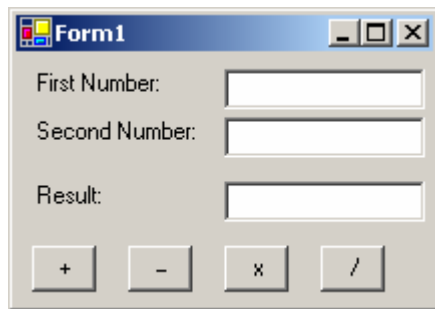 Form1
First Number:
Second Number:
Result:
+ - x /